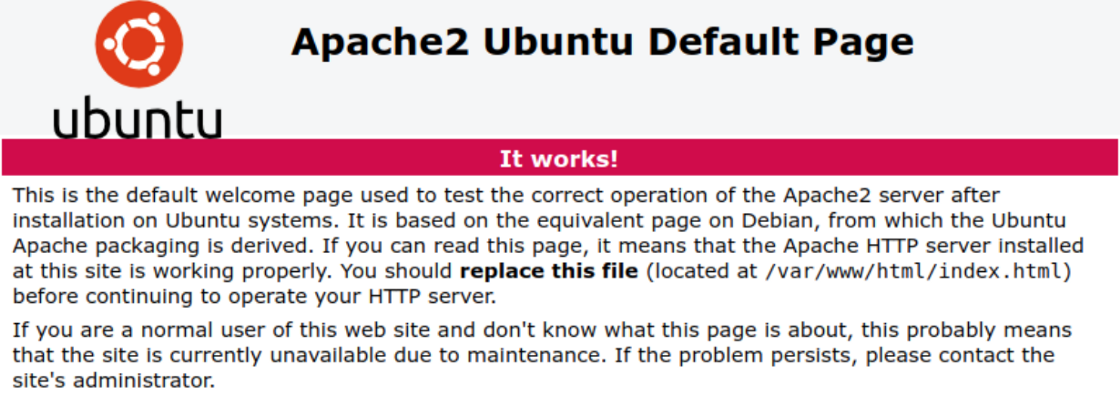 Apache2 Ubuntu Default Page
ubuntu
It works!
This is the default welcome page used to test the correct operation of the Apache2 server after
installation on Ubuntu systems. It is based on the equivalent page on Debian, from which the Ubuntu
Apache packaging is derived. If you can read this page, it means that the Apache HTTP server installed
at this site is working properly. You should replace this file (located at /var/www/html/index.html)
before continuing to operate your HTTP server.
If you are a normal user of this web site and don't know what this page is about, this probably means
that the site is currently unavailable due to maintenance. If the problem persists, please contact the
site's administrator.